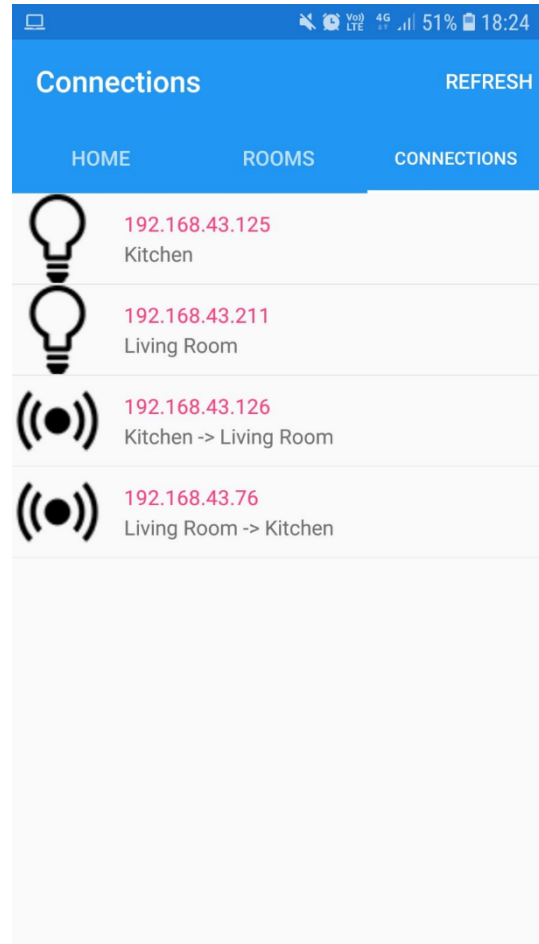 Vo)) LTE 4G 51% 18:24
Connections REFRESH
HOME ROOMS CONNECTIONS
192.168.43.125
Kitchen
192.168.43.211
Living Room
192.168.43.126
Kitchen -> Living Room
192.168.43.76
Living Room -> Kitchen